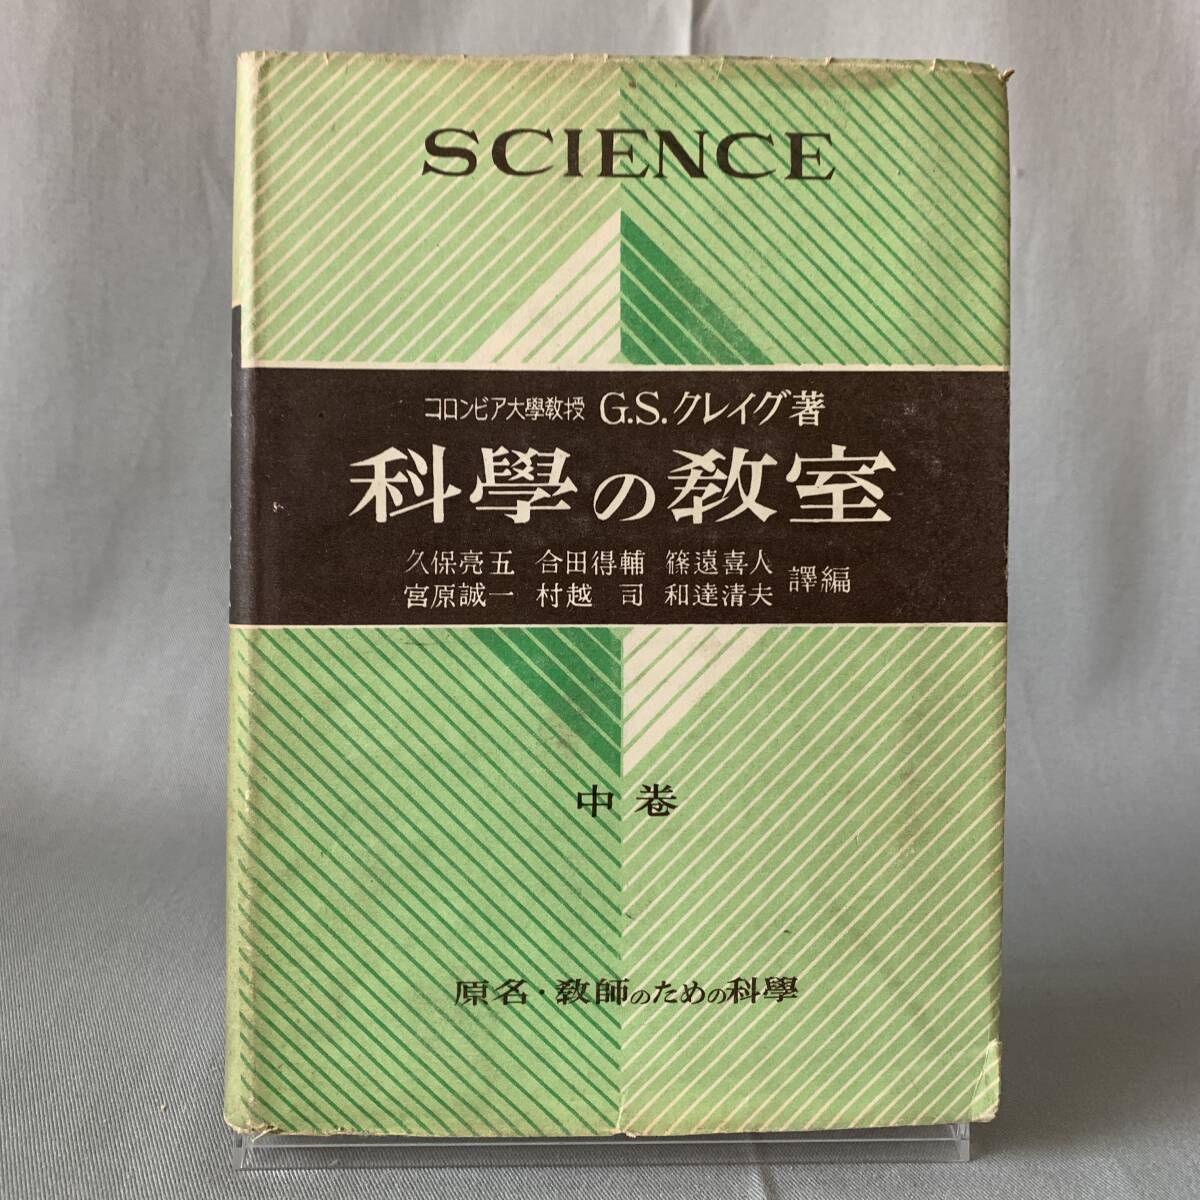 SCIENCE
コロンビア大學教授 G.S.クレイグ著
科學の教室
久保亮五 合田得輔 篠遠喜人
宮原誠一 村越 司 和達清夫 譯編
中卷
原名・教師のための科學